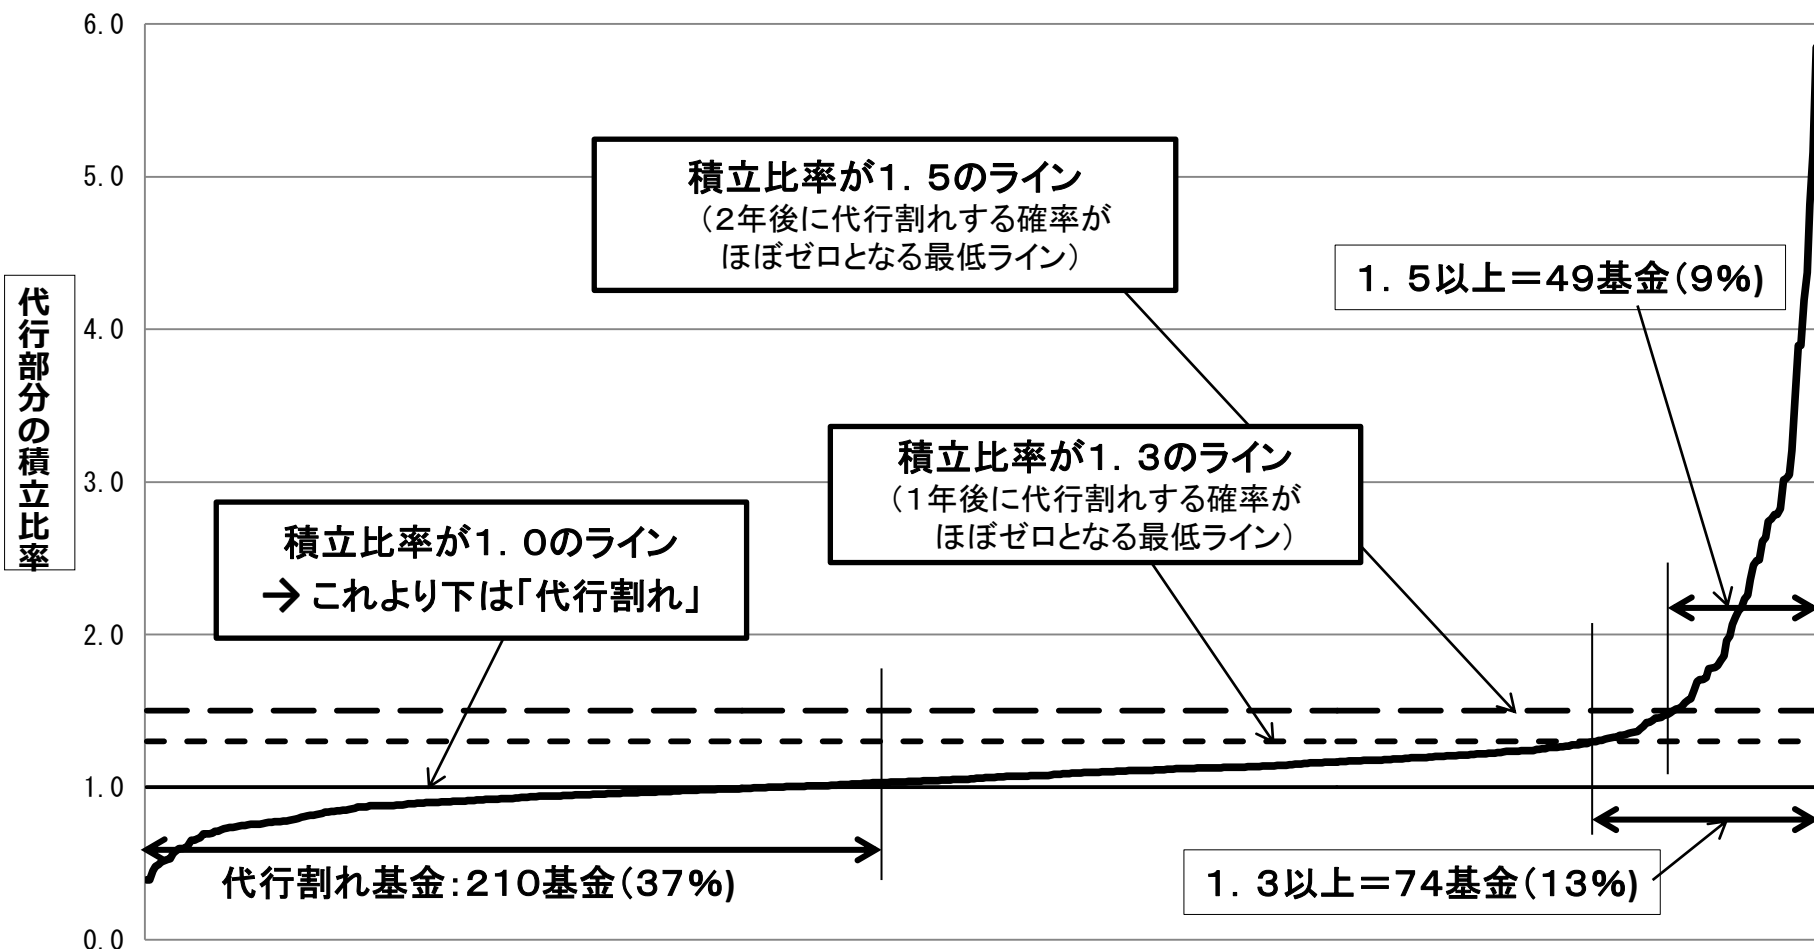 6.0
5.0
4.0
3.0
2.0
1.0
0.0
代行部分の積立比率
積立比率が1.5のライン
(2年後に代行割れする確率が
ほぼゼロとなる最低ライン)
1.5以上＝49基金(9%)
積立比率が1.3のライン
(1年後に代行割れする確率が
ほぼゼロとなる最低ライン)
積立比率が1.0のライン
→ これより下は「代行割れ」
代行割れ基金:210基金(37%)
1.3以上＝74基金(13%)